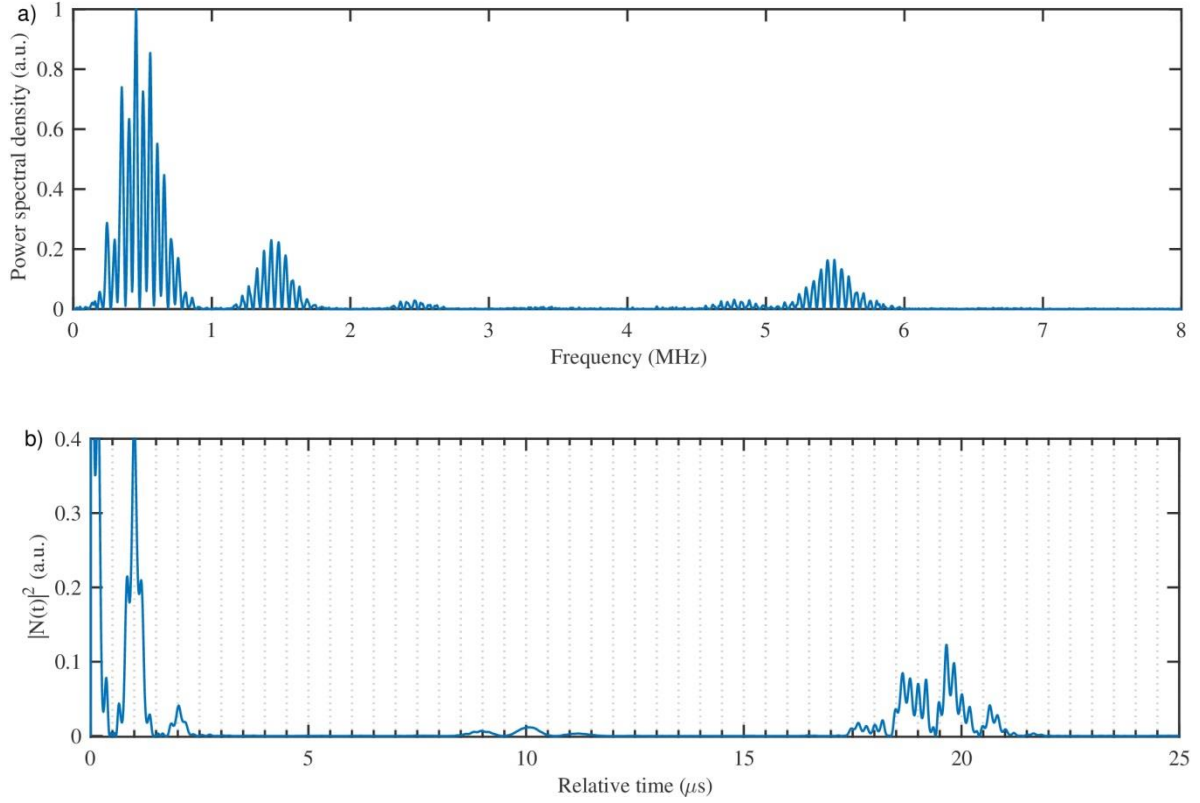 a)
Power spectral density (a.u.)
1
0.8
0.6
0.4
0.2
0
0 1 2 3 4 5 6 7 8
Frequency (MHz)
b)
|N(t)|² (a.u.)
0.4
0.3
0.2
0.1
0
0 5 10 15 20 25
Relative time (μs)